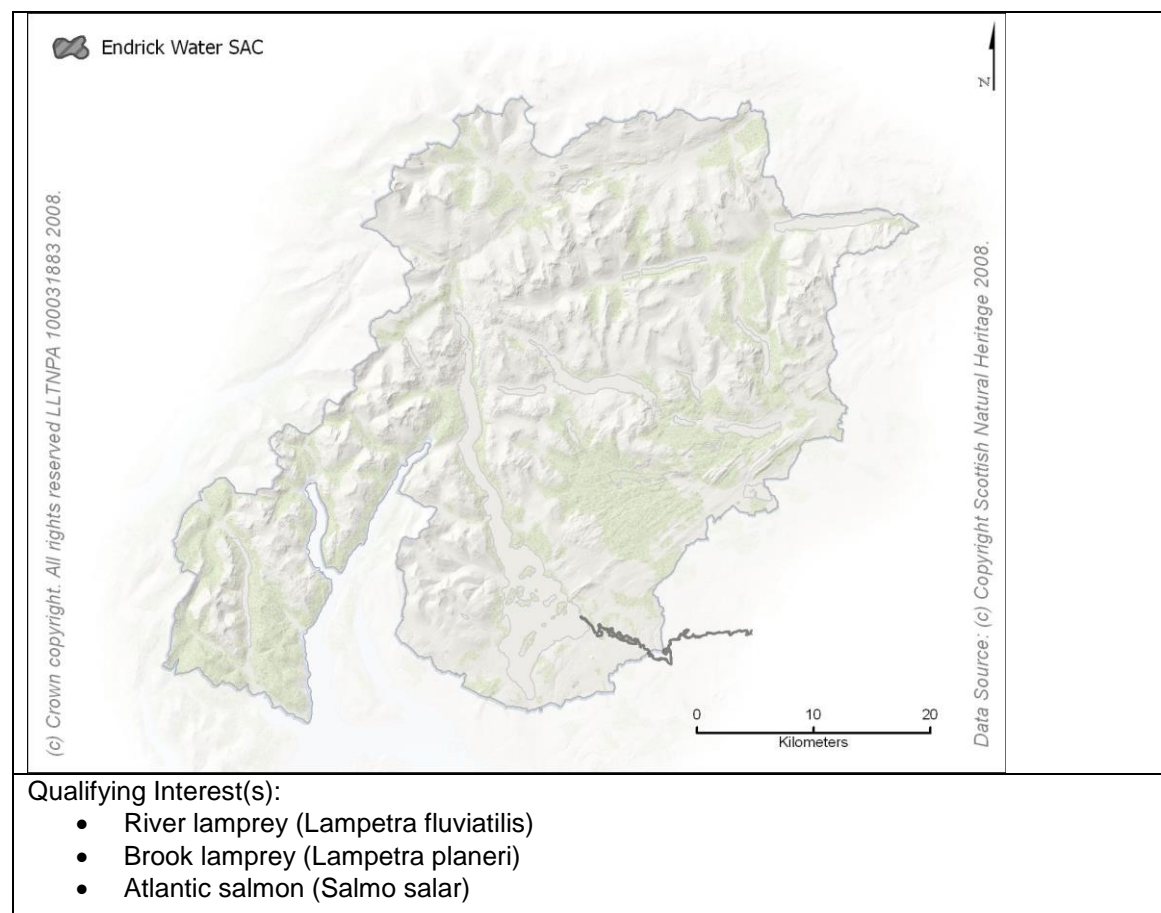 Endrick Water SAC
N
(c) Crown copyright. All rights reserved LLTNPA 100031883 2008.
Data Source: (c) Copyright Scottish Natural Heritage 2008.
0 10 20
Kilometers
Qualifying Interest(s):
• River lamprey (Lampetra fluviatilis)
• Brook lamprey (Lampetra planeri)
• Atlantic salmon (Salmo salar)